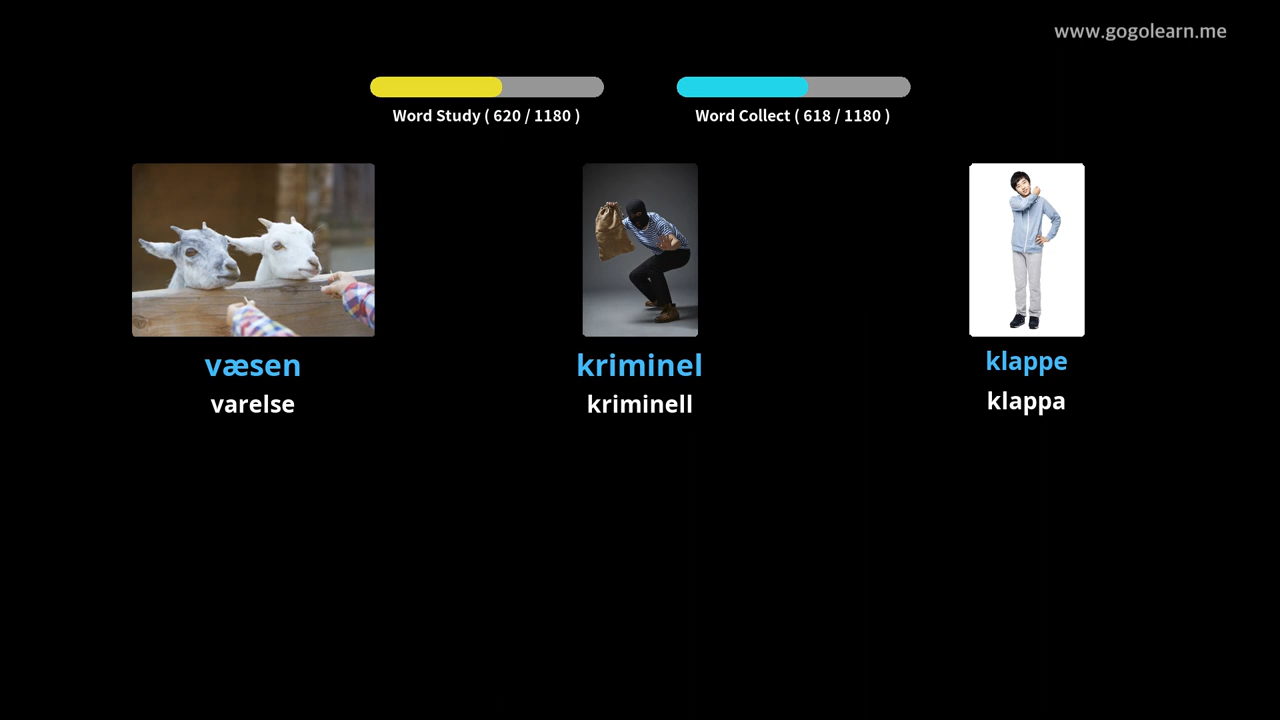 www.gogolearn.me
Word Study ( 620 / 1180 )
Word Collect ( 618 / 1180 )
væsen
varelse
kriminel
kriminell
klappe
klappa